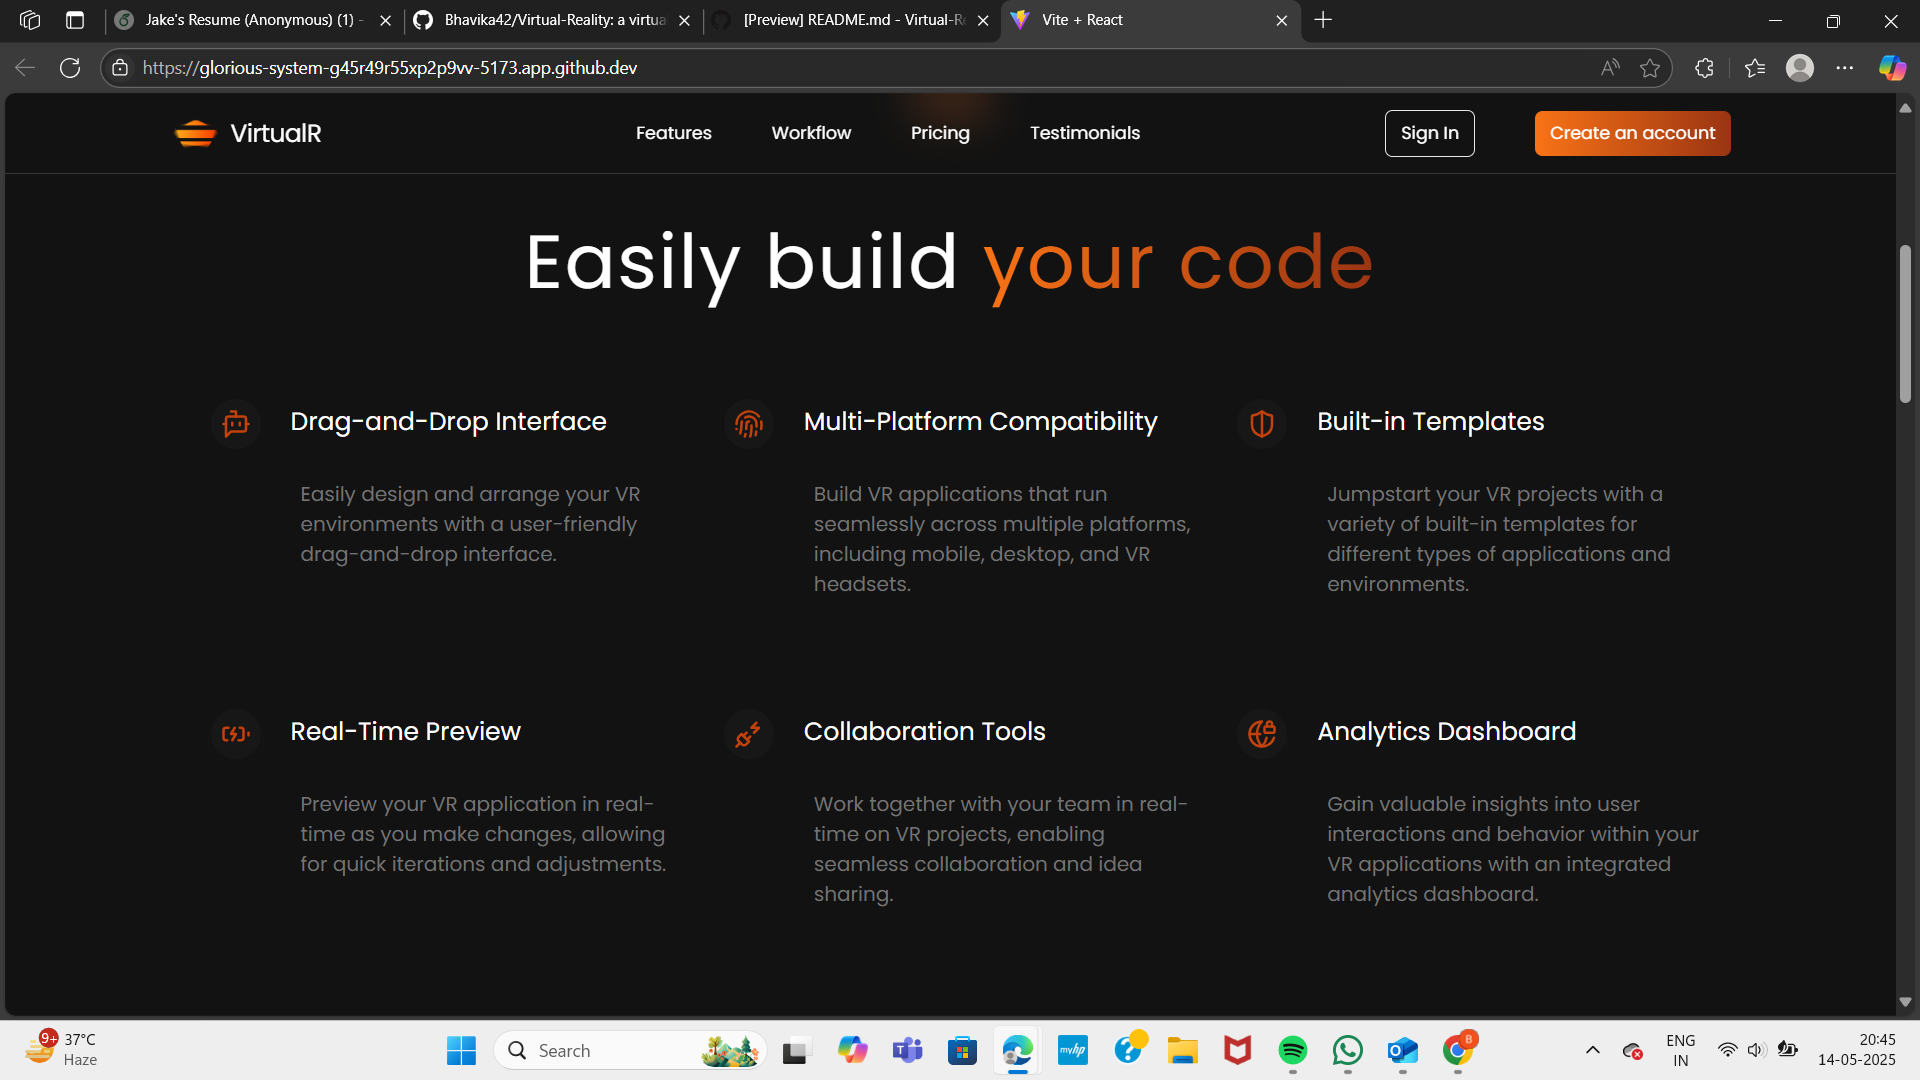 Jake's Resume (Anonymous) (1) -
Bhavika42/Virtual-Reality: a virtua
[Preview] README.md - Virtual-Re
Vite + React
https://glorious-system-g45r49r55xp2p9vv-5173.app.github.dev
VirtualR
Features
Workflow
Pricing
Testimonials
Sign In
Create an account
Easily build your code
Drag-and-Drop Interface
Easily design and arrange your VR
environments with a user-friendly
drag-and-drop interface.
Multi-Platform Compatibility
Build VR applications that run
seamlessly across multiple platforms,
including mobile, desktop, and VR
headsets.
Built-in Templates
Jumpstart your VR projects with a
variety of built-in templates for
different types of applications and
environments.
Real-Time Preview
Preview your VR application in real-
time as you make changes, allowing
for quick iterations and adjustments.
Collaboration Tools
Work together with your team in real-
time on VR projects, enabling
seamless collaboration and idea
sharing.
Analytics Dashboard
Gain valuable insights into user
interactions and behavior within your
VR applications with an integrated
analytics dashboard.
9+
37°C
Haze
Search
myhp
B
ENG
IN
20:45
14-05-2025